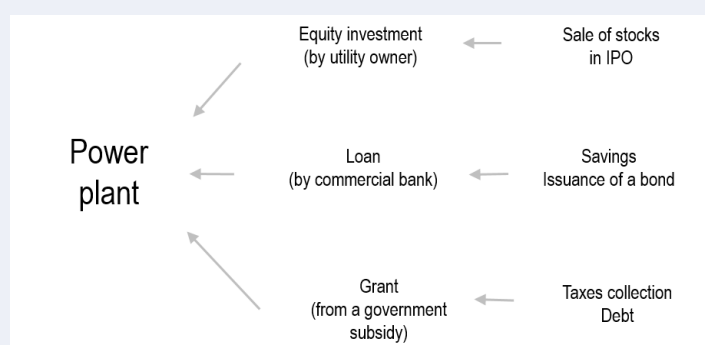 Equity investment
(by utility owner)
Sale of stocks
in IPO
Power
plant
Loan
(by commercial bank)
Savings
Issuance of a bond
Grant
(from a government
subsidy)
Taxes collection
Debt